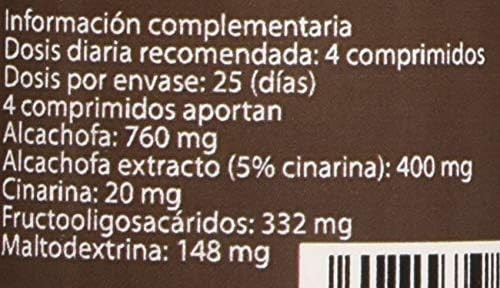 Información complementaria
Dosis diaria recomendada: 4 comprimidos
Dosis por envase: 25 (días)
4 comprimidos aportan
Alcachofa: 760 mg
Alcachofa extracto (5% cinarina): 400 mg
Cinarina: 20 mg
Fructooligosacáridos: 332 mg
Maltodextrina: 148 mg